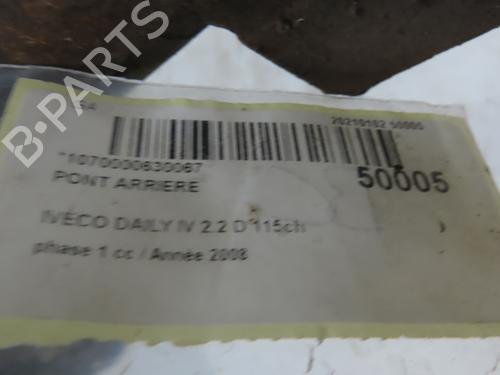 20210102 50005
*1070000630067
50005
PONT ARRIERE
IVECO DAILY IV 2.2 D 115ch
phase 1 cc / Année 2008
B-PARTS